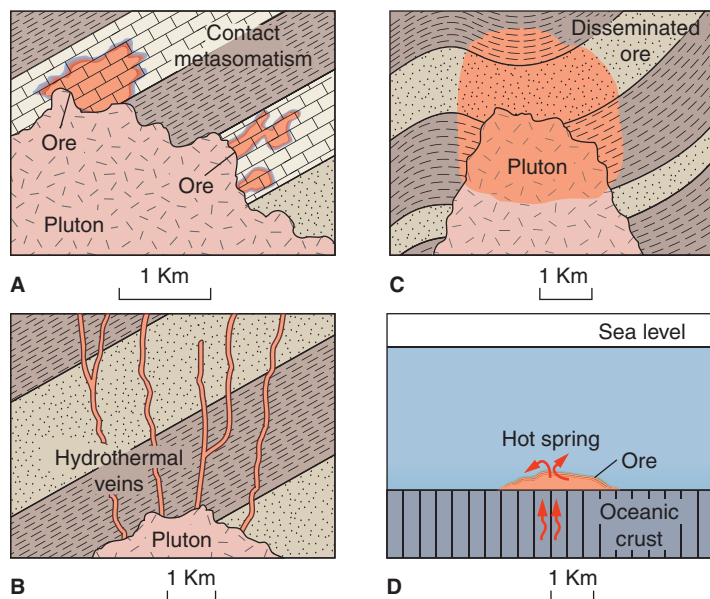 Contact
metasomatism
Ore
Ore
Pluton
A
1 Km
Disseminated
ore
Pluton
C
1 Km
Hydrothermal
veins
Pluton
B
1 Km
Sea level
Hot spring
Ore
Oceanic
crust
D
1 Km